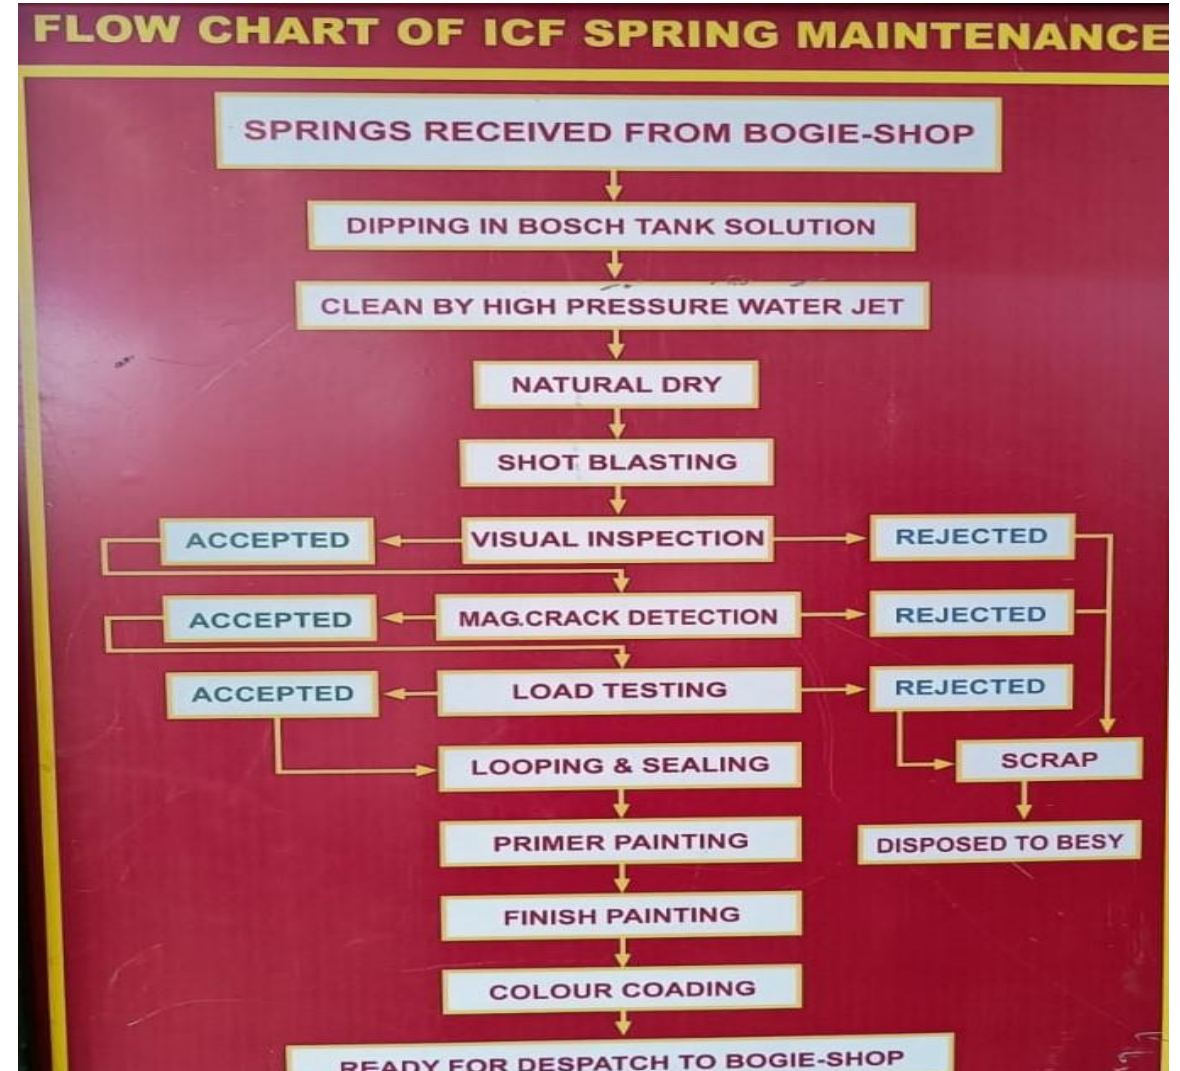 FLOW CHART OF ICF SPRING MAINTENANCE
SPRINGS RECEIVED FROM BOGIE-SHOP
DIPPING IN BOSCH TANK SOLUTION
CLEAN BY HIGH PRESSURE WATER JET
NATURAL DRY
SHOT BLASTING
ACCEPTED
VISUAL INSPECTION
REJECTED
ACCEPTED
MAG.CRACK DETECTION
REJECTED
ACCEPTED
LOAD TESTING
REJECTED
LOOPING & SEALING
SCRAP
PRIMER PAINTING
DISPOSED TO BESY
FINISH PAINTING
COLOUR COADING
READY FOR DESPATCH TO BOGIE-SHOP